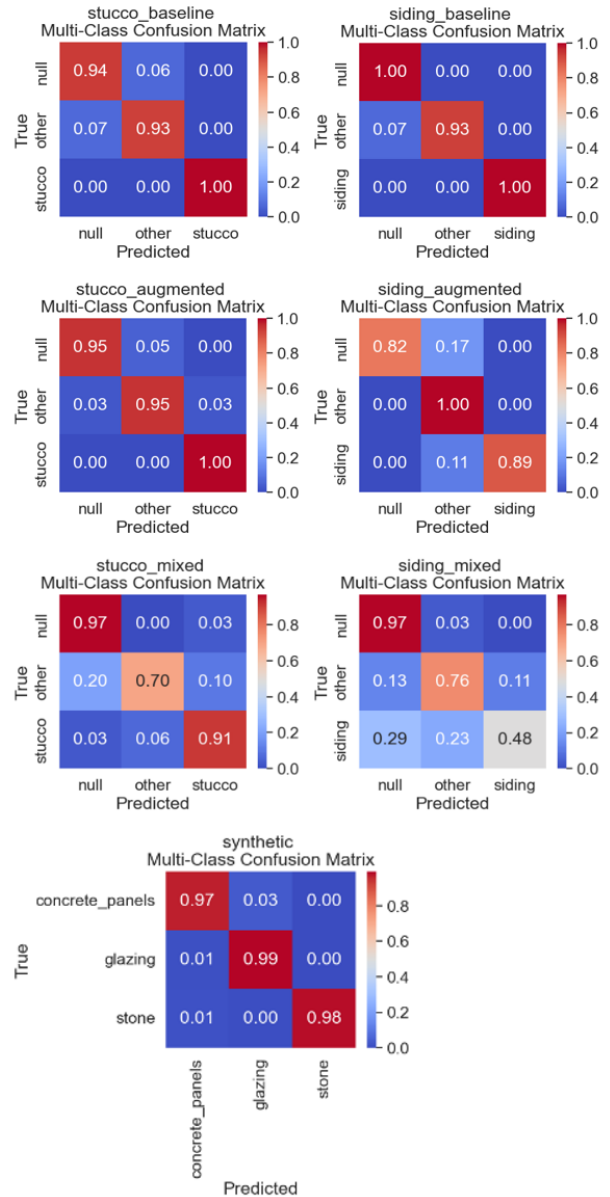 stucco_baseline
Multi-Class Confusion Matrix
null 0.94 0.06 0.00
other 0.07 0.93 0.00
stucco 0.00 0.00 1.00
null other stucco
Predicted
True
1.0
0.8
0.6
0.4
0.2
0.0
siding_baseline
Multi-Class Confusion Matrix
null 1.00 0.00 0.00
other 0.07 0.93 0.00
siding 0.00 0.00 1.00
null other siding
Predicted
True
1.0
0.8
0.6
0.4
0.2
0.0
stucco_augmented
Multi-Class Confusion Matrix
null 0.95 0.05 0.00
other 0.03 0.95 0.03
stucco 0.00 0.00 1.00
null other stucco
Predicted
True
1.0
0.8
0.6
0.4
0.2
0.0
siding_augmented
Multi-Class Confusion Matrix
null 0.82 0.17 0.00
other 0.00 1.00 0.00
siding 0.00 0.11 0.89
null other siding
Predicted
True
1.0
0.8
0.6
0.4
0.2
0.0
stucco_mixed
Multi-Class Confusion Matrix
null 0.97 0.00 0.03
other 0.20 0.70 0.10
stucco 0.03 0.06 0.91
null other stucco
Predicted
True
0.8
0.6
0.4
0.2
0.0
siding_mixed
Multi-Class Confusion Matrix
null 0.97 0.03 0.00
other 0.13 0.76 0.11
siding 0.29 0.23 0.48
null other siding
Predicted
True
0.8
0.6
0.4
0.2
0.0
synthetic
Multi-Class Confusion Matrix
concrete_panels 0.97 0.03 0.00
glazing 0.01 0.99 0.00
stone 0.01 0.00 0.98
concrete_panels glazing stone
Predicted
True
0.8
0.6
0.4
0.2
0.0